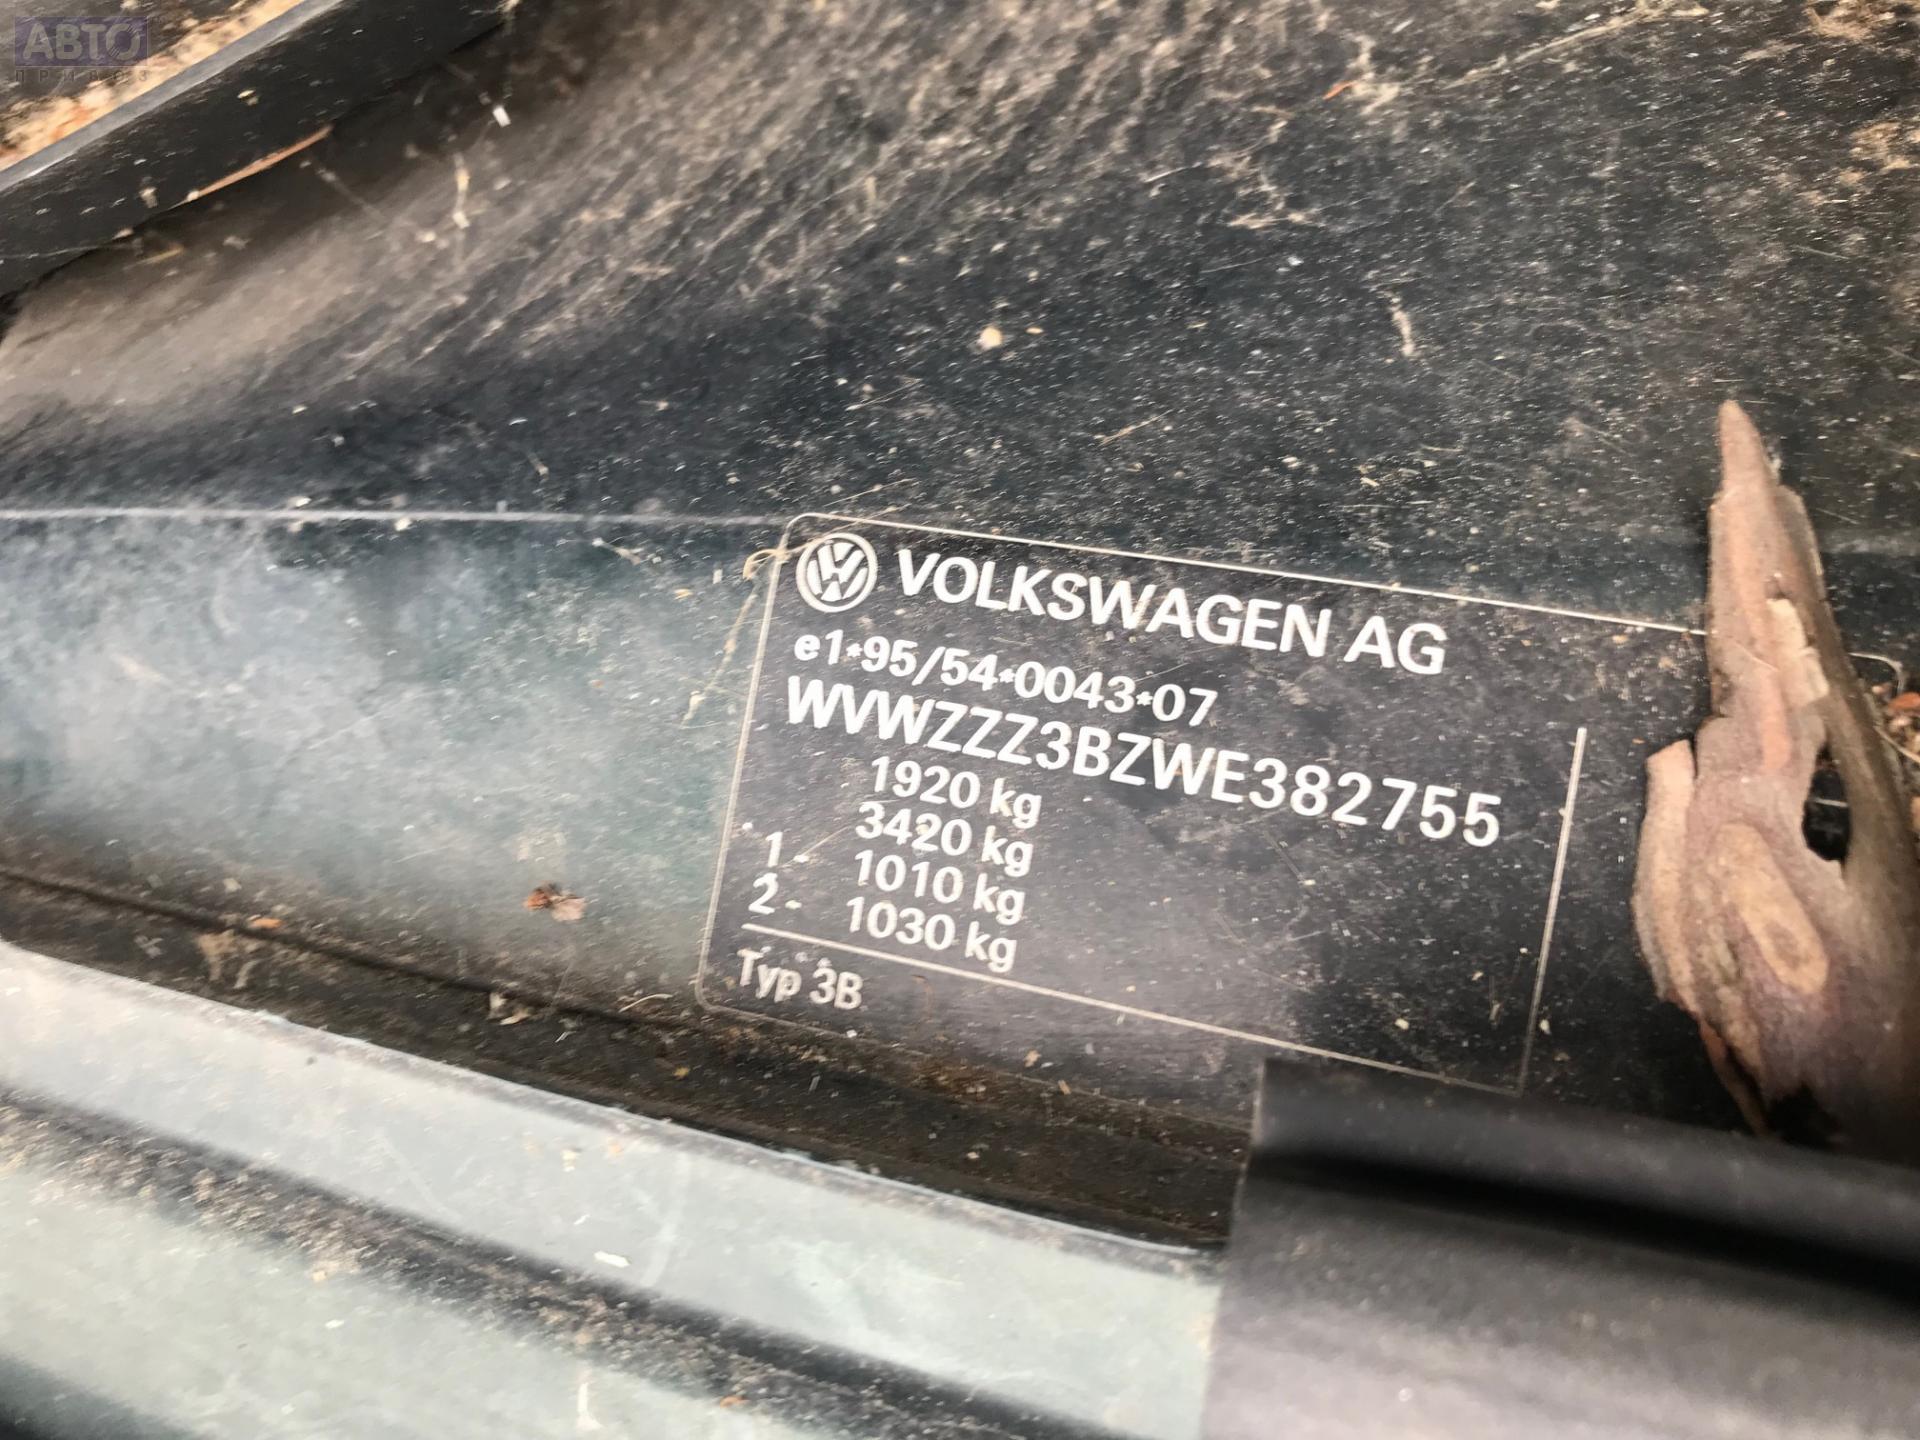 АВТО
ПРИВОЗ
VOLKSWAGEN AG
e1*95/54*0043*07
WVWZZZ3BZWE382755
1920 kg
3420 kg
1- 1010 kg
2- 1030 kg
Typ 3B